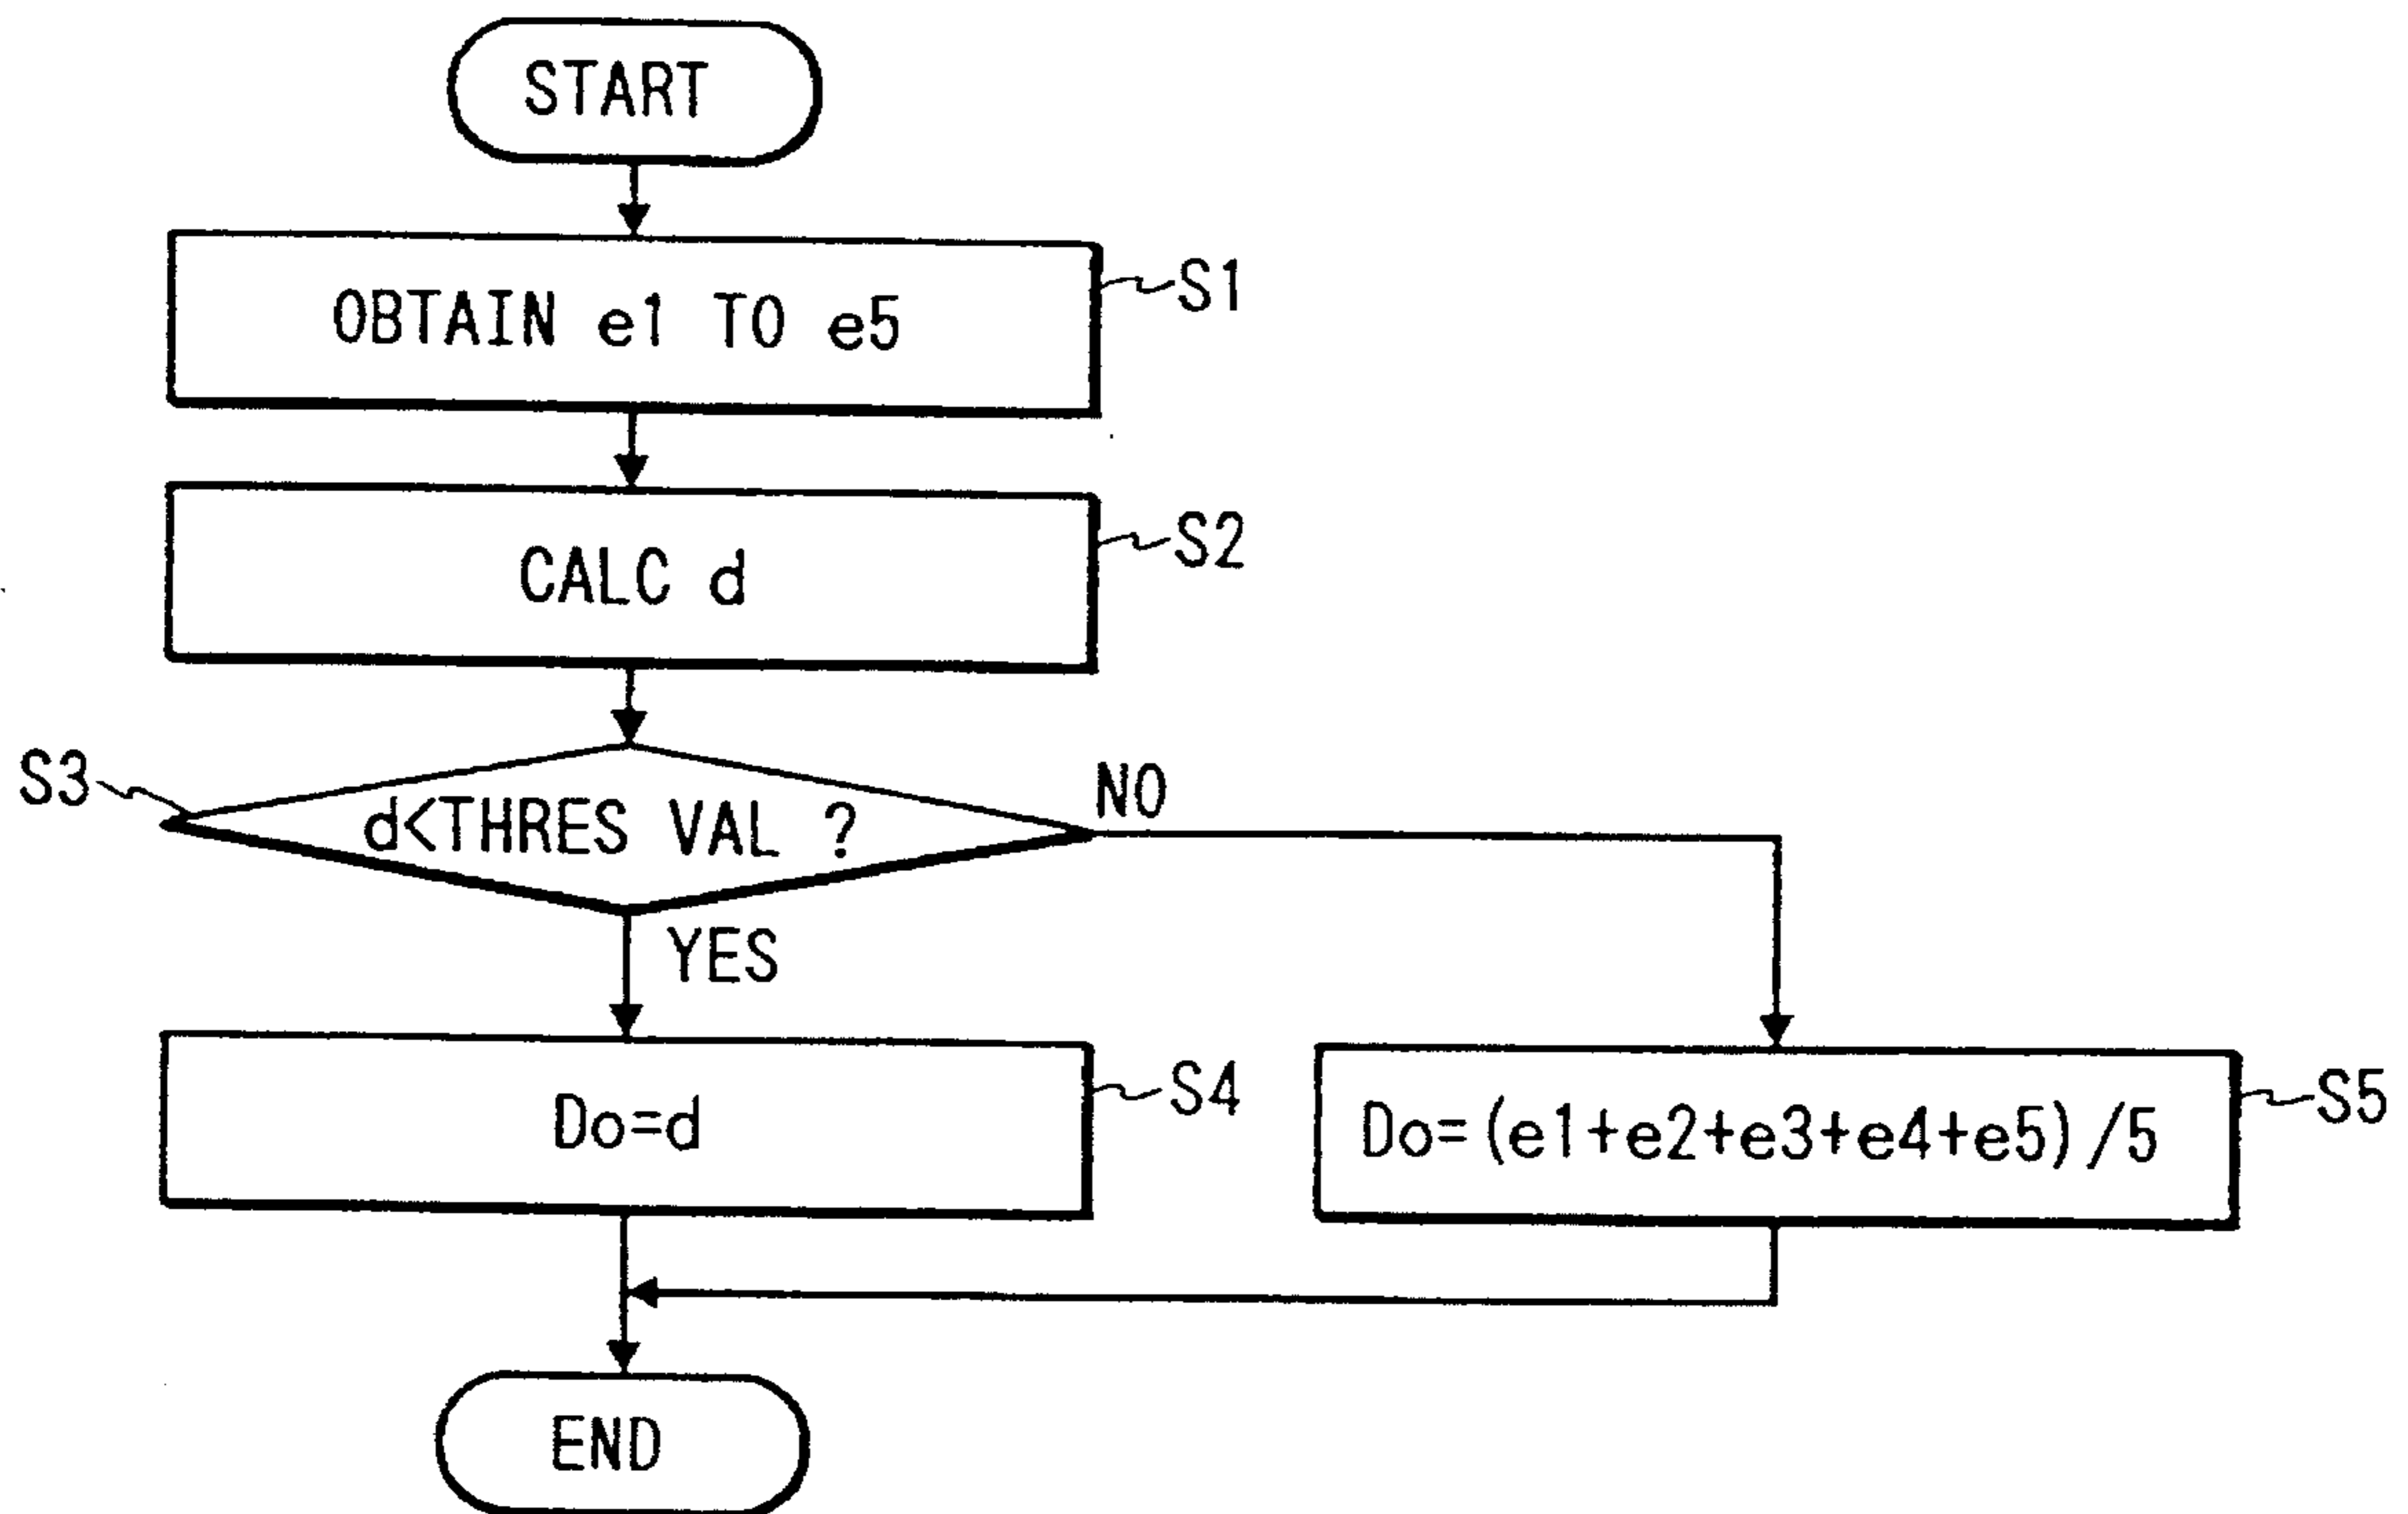 START
OBTAIN e1 TO e5
S1
CALC d
S2
S3
d<THRES VAL ?
NO
YES
Do=d
S4
Do=(e1+e2+e3+e4+e5)/5
S5
END